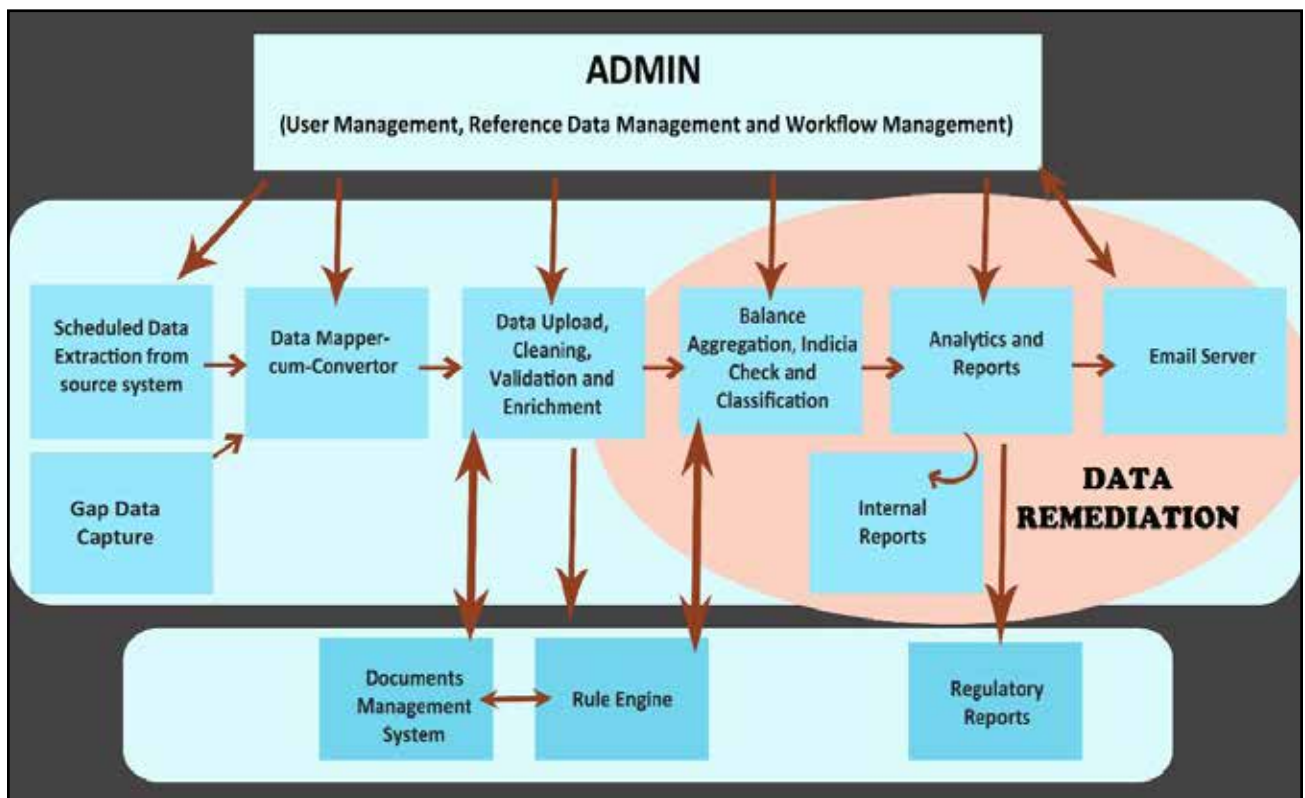 ADMIN
(User Management, Reference Data Management and Workflow Management)
Scheduled Data
Extraction from
source system
Data Mapper-
cum-Convertor
Data Upload,
Cleaning,
Validation and
Enrichment
Balance
Aggregation, Indicia
Check and
Classification
Analytics and
Reports
Email Server
Gap Data
Capture
Internal
Reports
DATA
REMEDIATION
Documents
Management
System
Rule Engine
Regulatory
Reports